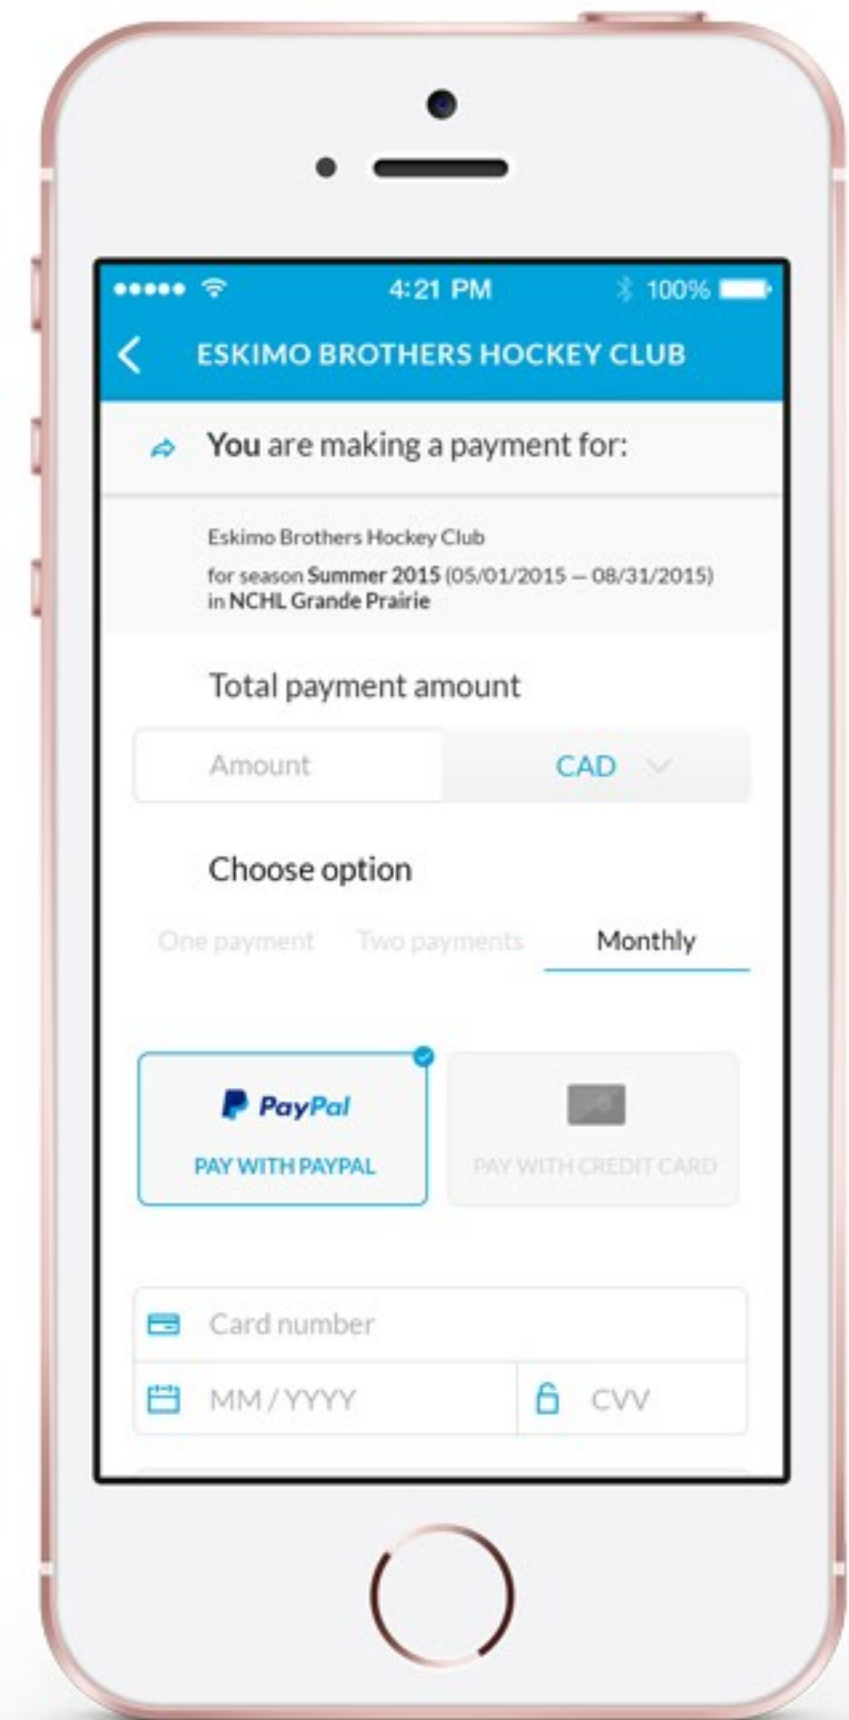 4:21 PM 100%
ESKIMO BROTHERS HOCKEY CLUB
You are making a payment for:
Eskimo Brothers Hockey Club
for season Summer 2015 (05/01/2015 — 08/31/2015)
in NCHL Grande Prairie
Total payment amount
Amount CAD
Choose option
One payment Two payments Monthly
PayPal
PAY WITH PAYPAL PAY WITH CREDIT CARD
Card number
MM / YYYY CVV